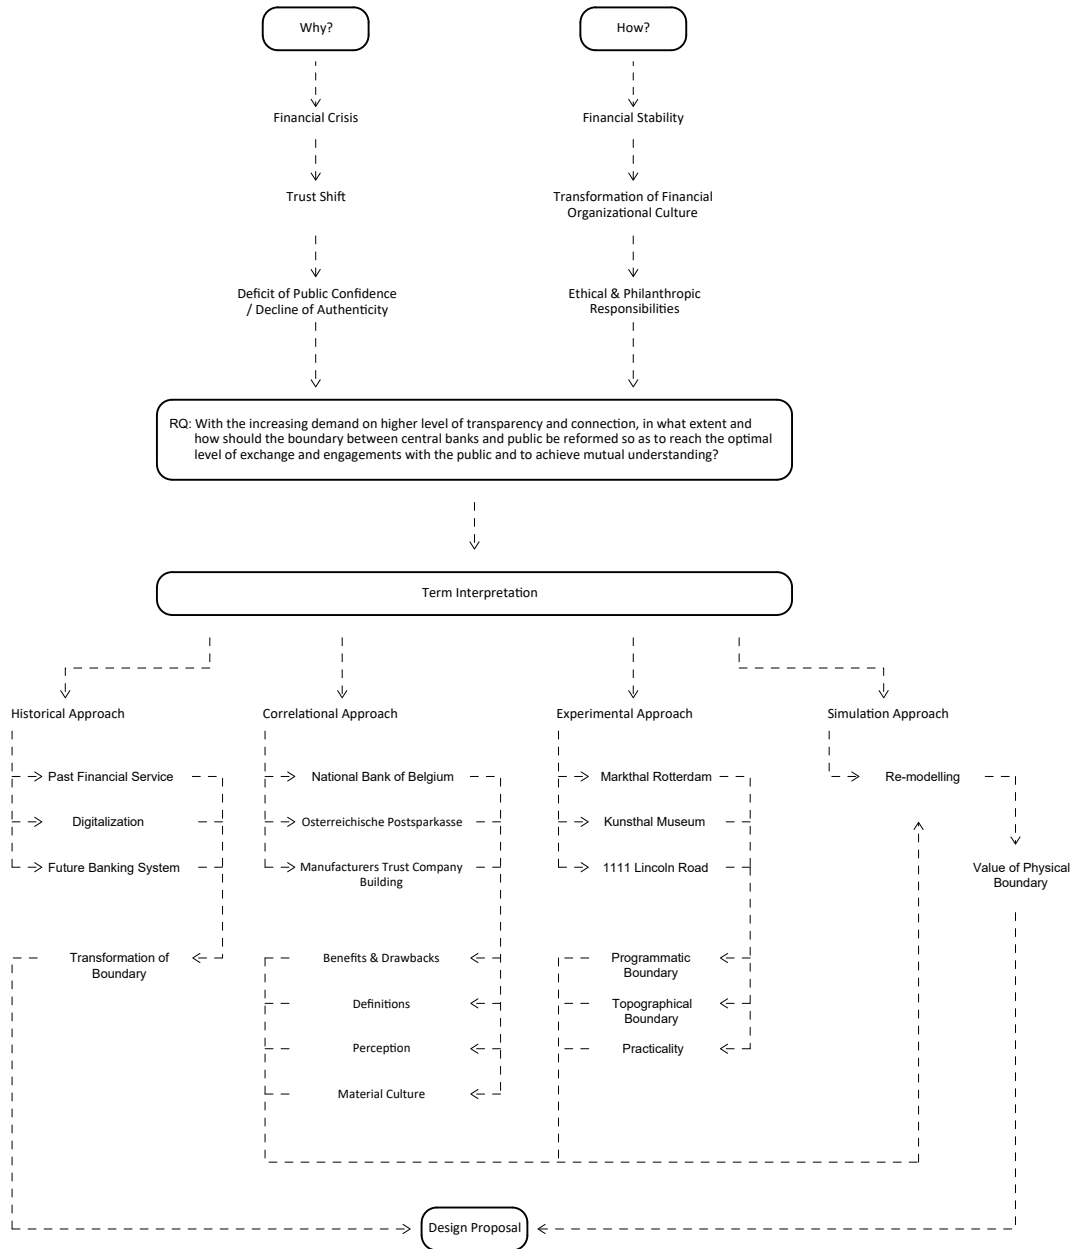 Why?
How?
Financial Crisis
Financial Stability
Trust Shift
Transformation of Financial
Organizational Culture
Deficit of Public Confidence
/ Decline of Authenticity
Ethical & Philanthropic
Responsibilities
RQ: With the increasing demand on higher level of transparency and connection, in what extent and
how should the boundary between central banks and public be reformed so as to reach the optimal
level of exchange and engagements with the public and to achieve mutual understanding?
Term Interpretation
Historical Approach
Correlational Approach
Experimental Approach
Simulation Approach
Past Financial Service
National Bank of Belgium
Markthal Rotterdam
Re-modelling
Digitalization
Osterreichische Postsparkasse
Kunsthal Museum
Future Banking System
Manufacturers Trust Company
Building
1111 Lincoln Road
Value of Physical
Boundary
Transformation of
Boundary
Benefits & Drawbacks
Programmatic
Boundary
Definitions
Topographical
Boundary
Perception
Practicality
Material Culture
Design Proposal